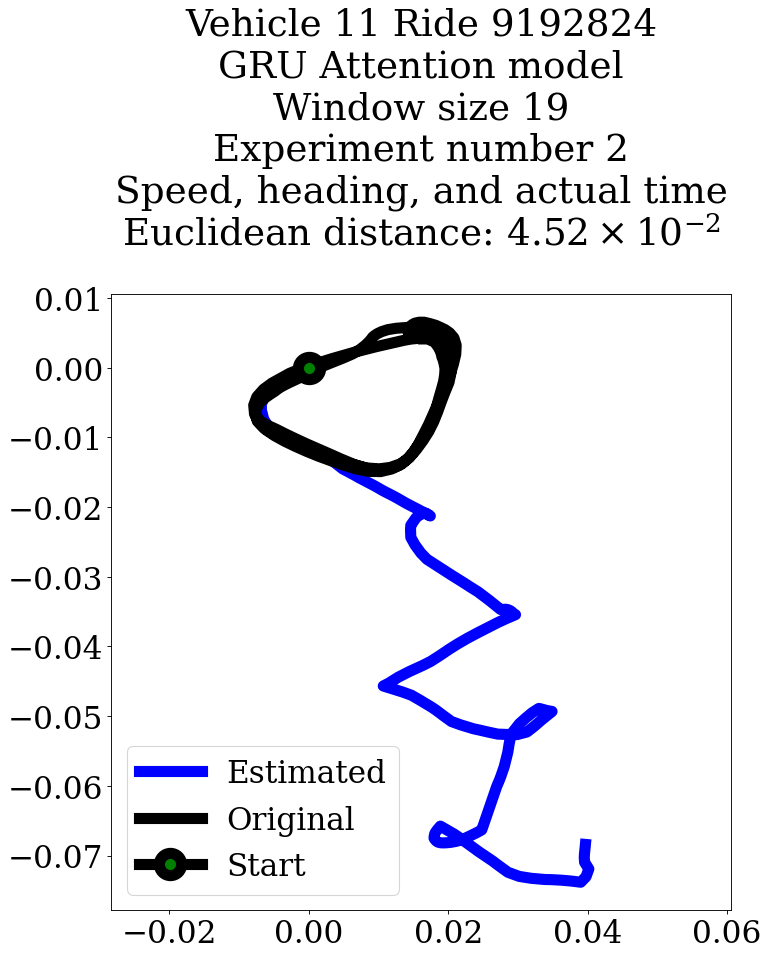 Vehicle 11 Ride 9192824
GRU Attention model
Window size 19
Experiment number 2
Speed, heading, and actual time
Euclidean distance: 4.52 × 10⁻²
0.01
0.00
−0.01
−0.02
−0.03
−0.04
−0.05
−0.06
−0.07
Estimated
Original
Start
−0.02 0.00 0.02 0.04 0.06